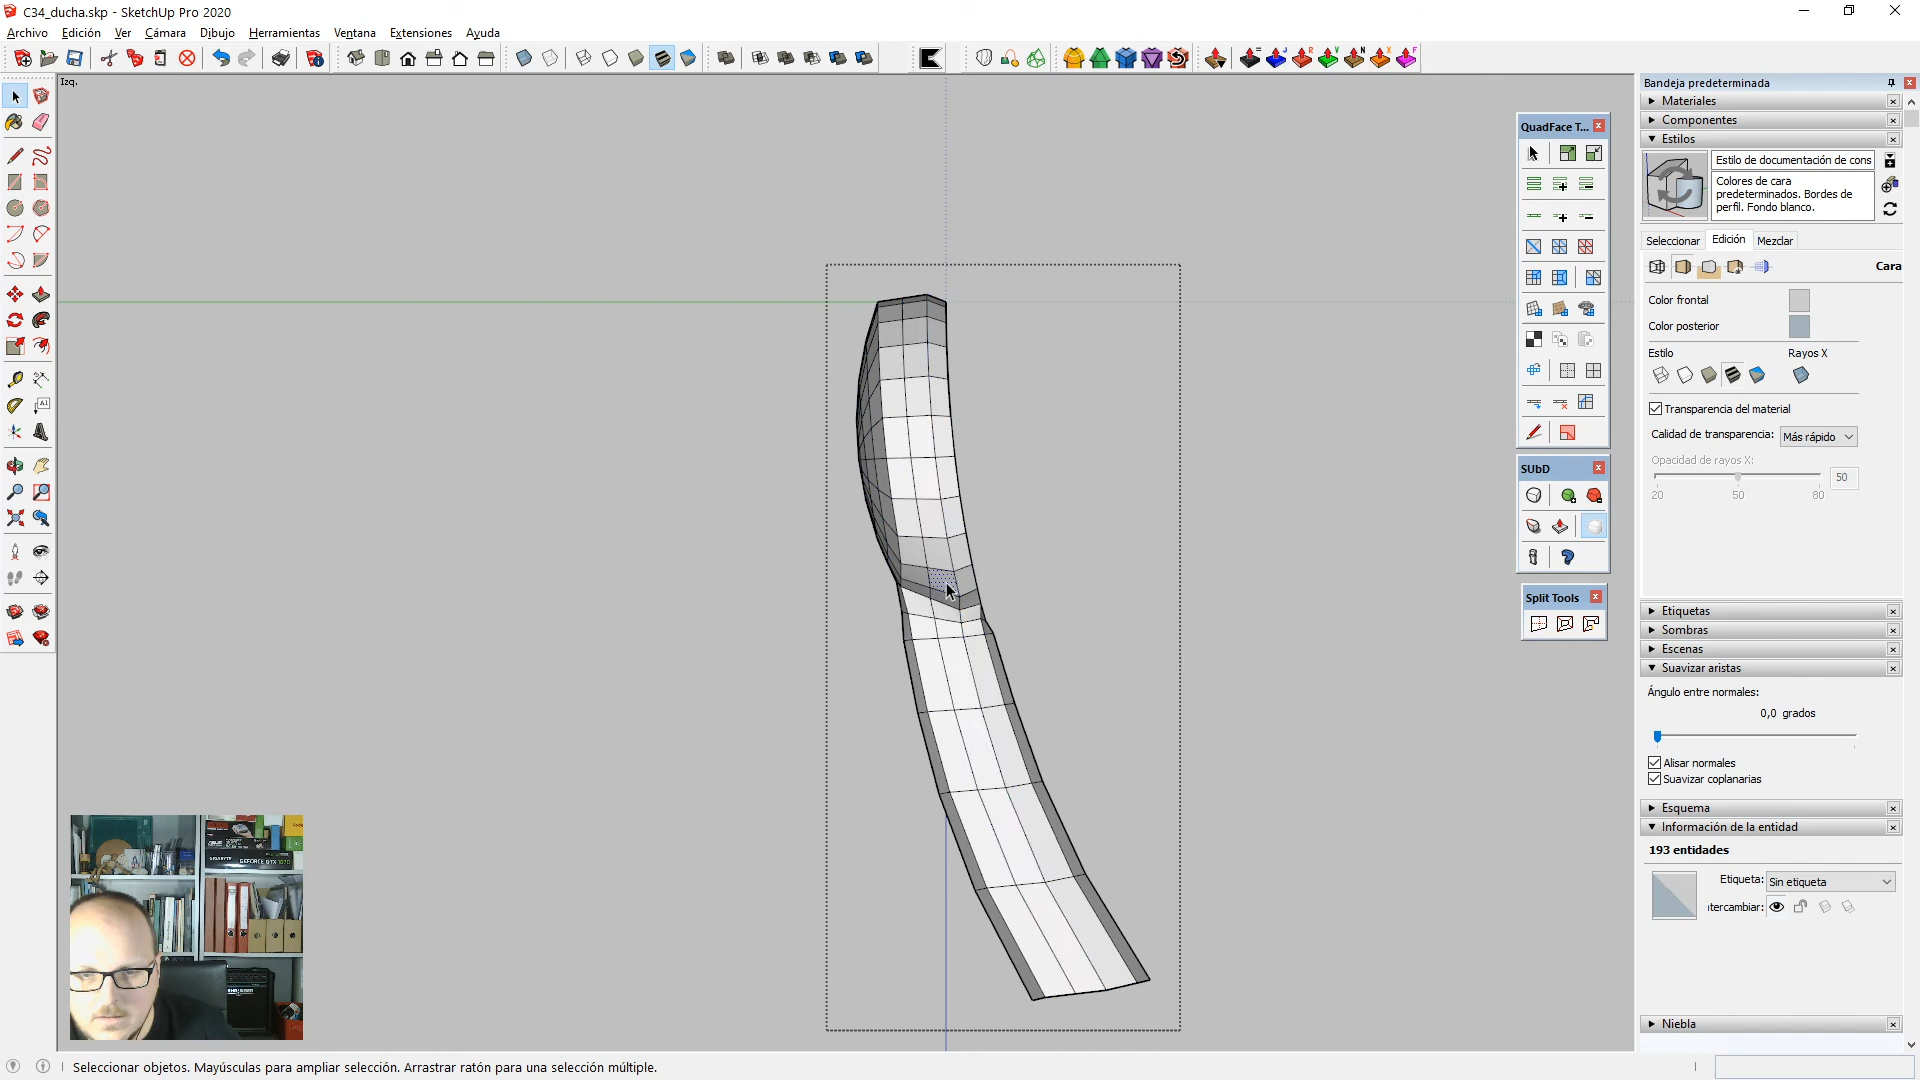 C34_ducha.skp - SketchUp Pro 2020
Archivo Edición Ver Cámara Dibujo Herramientas Ventana Extensiones Ayuda
Izq.
Bandeja predeterminada
Materiales
Componentes
Estilos
Estilo de documentación de cons
Colores de cara
predeterminados. Bordes de
perfil. Fondo blanco.
Seleccionar Edición Mezclar
Cara
Color frontal
Color posterior
Estilo Rayos X
Transparencia del material
Calidad de transparencia: Más rápido
Opacidad de rayos X:
50
20 50 80
Etiquetas
Sombras
Escenas
Suavizar aristas
Ángulo entre normales:
0,0 grados
Alisar normales
Suavizar coplanarias
Esquema
Información de la entidad
193 entidades
Etiqueta: Sin etiqueta
ıtercambiar:
Niebla
QuadFace T...
SUbD
Split Tools
GIGABYTE
GEFORCE GTX 1070
Seleccionar objetos. Mayúsculas para ampliar selección. Arrastrar ratón para una selección múltiple.